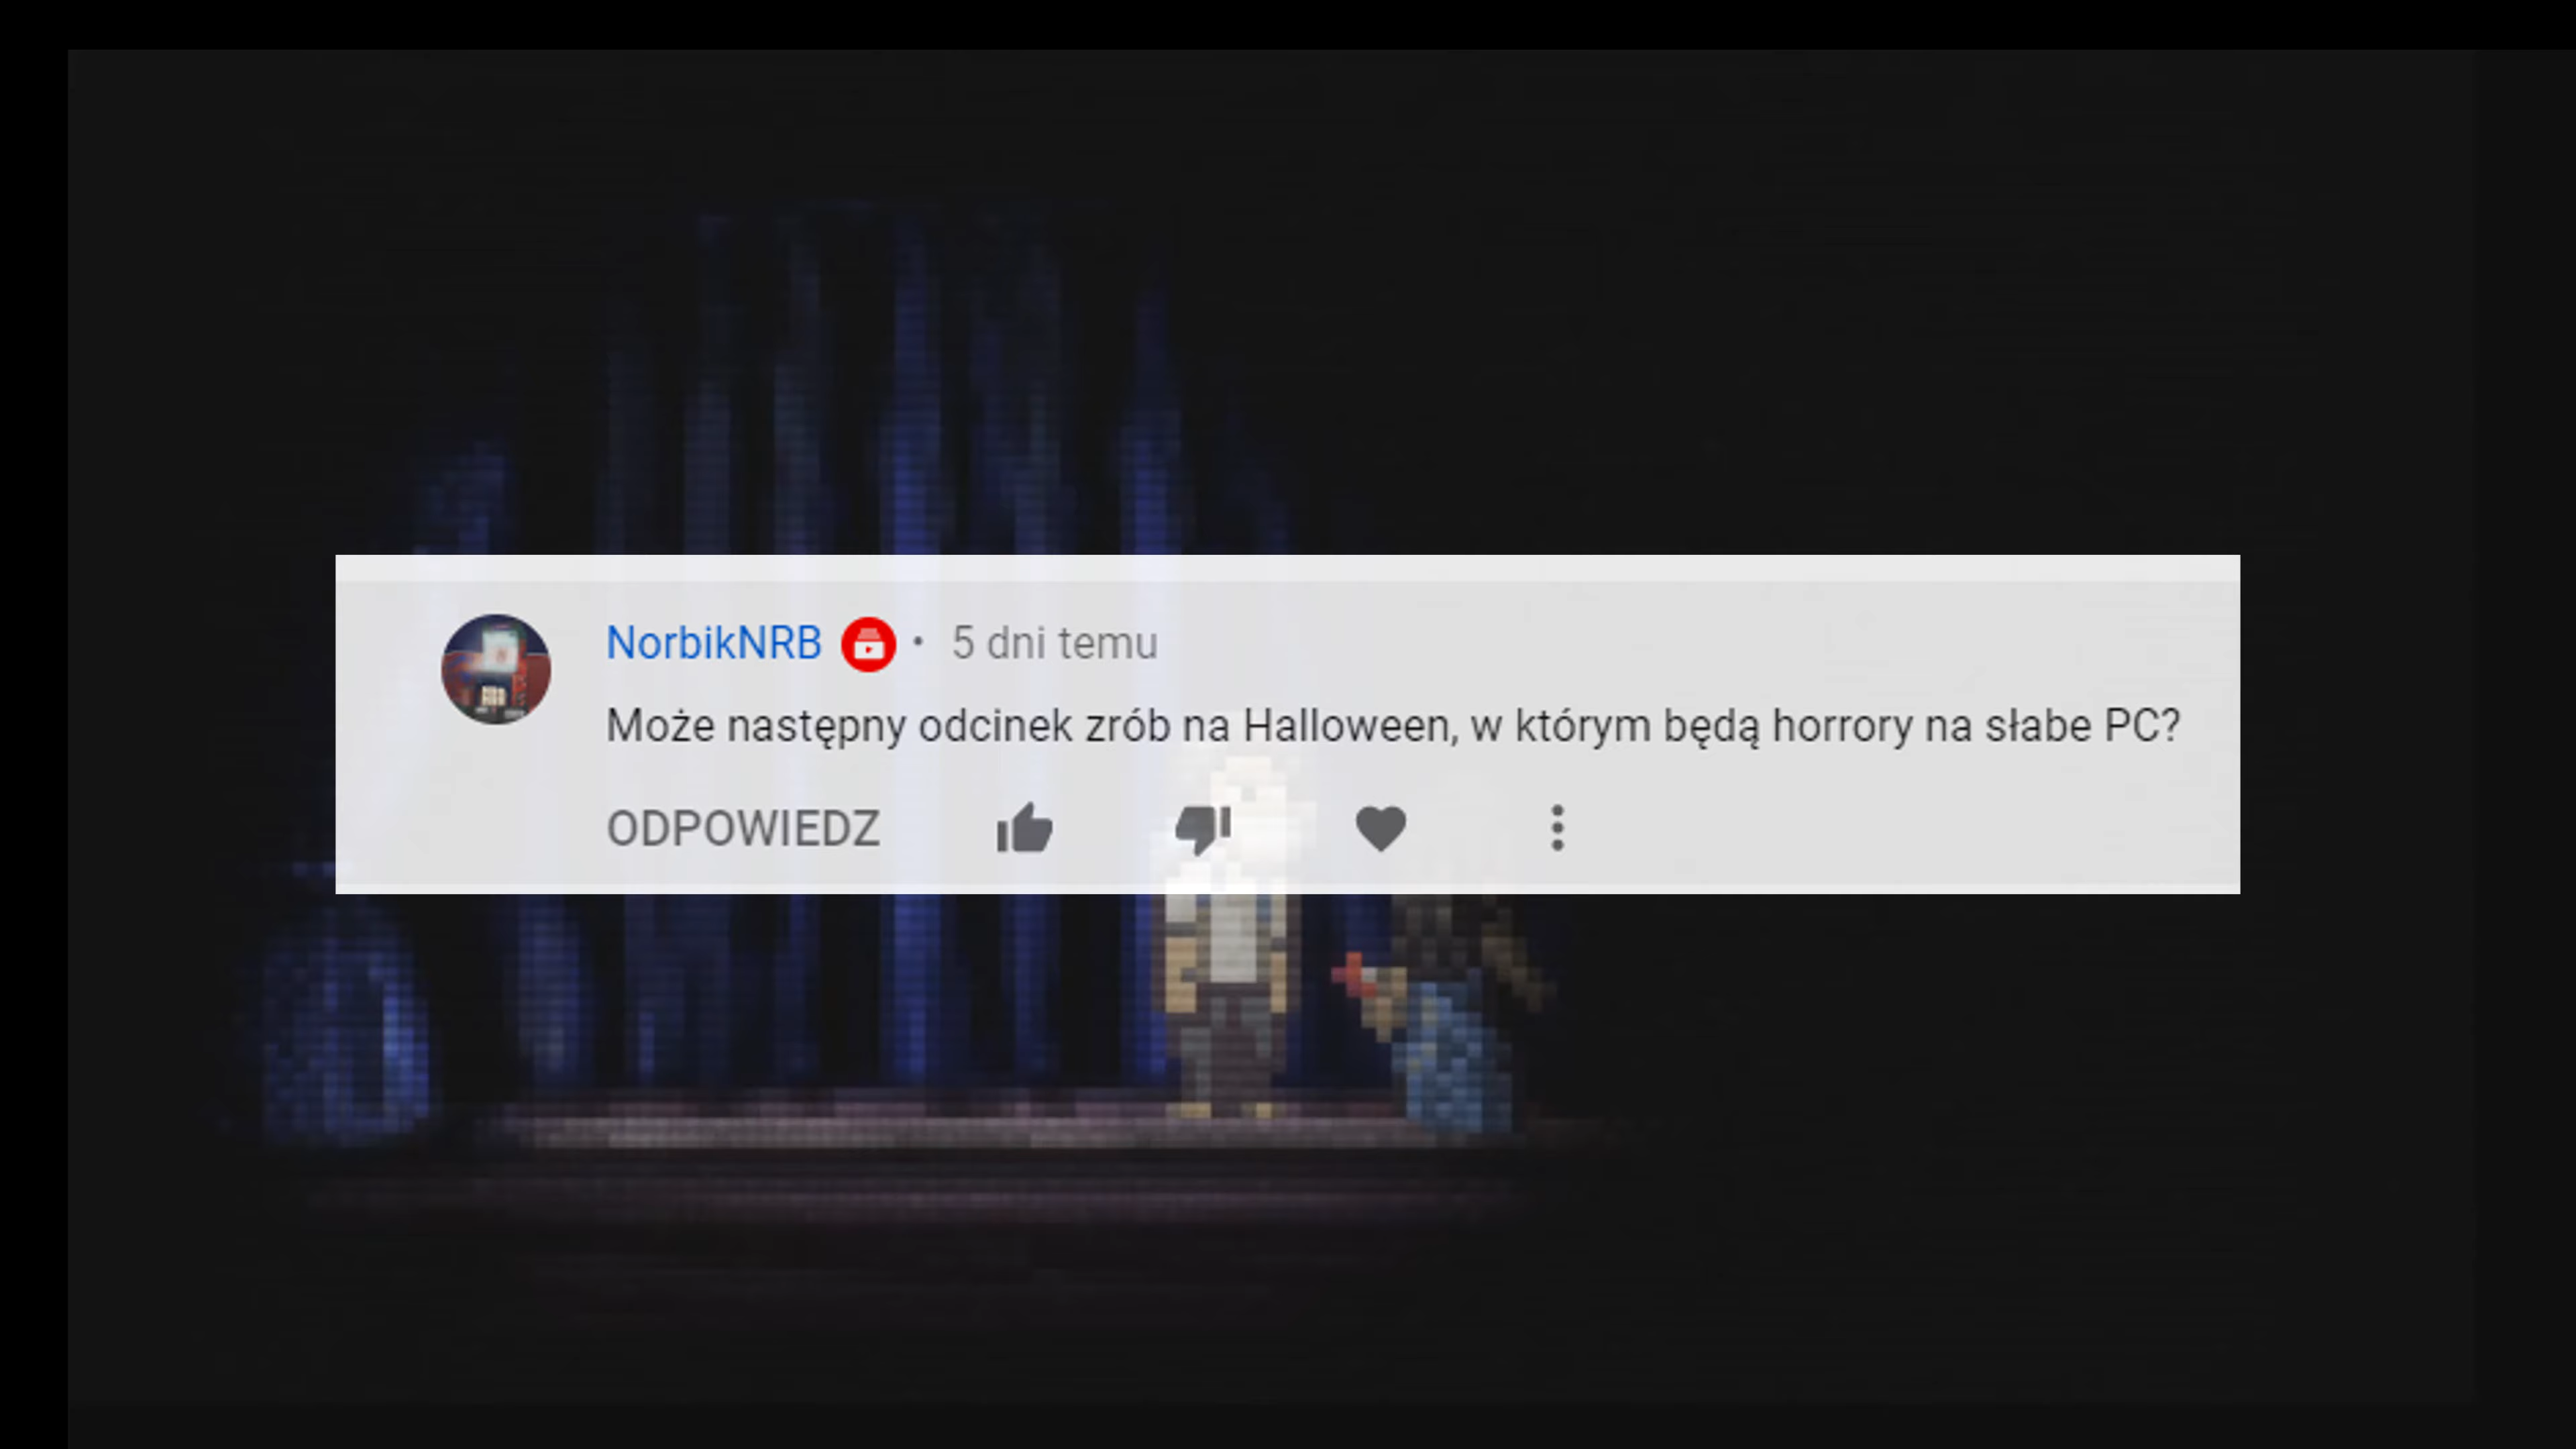 NorbikNRB • 5 dni temu
Może następny odcinek zrób na Halloween, w którym będą horrory na słabe PC?
ODPOWIEDZ